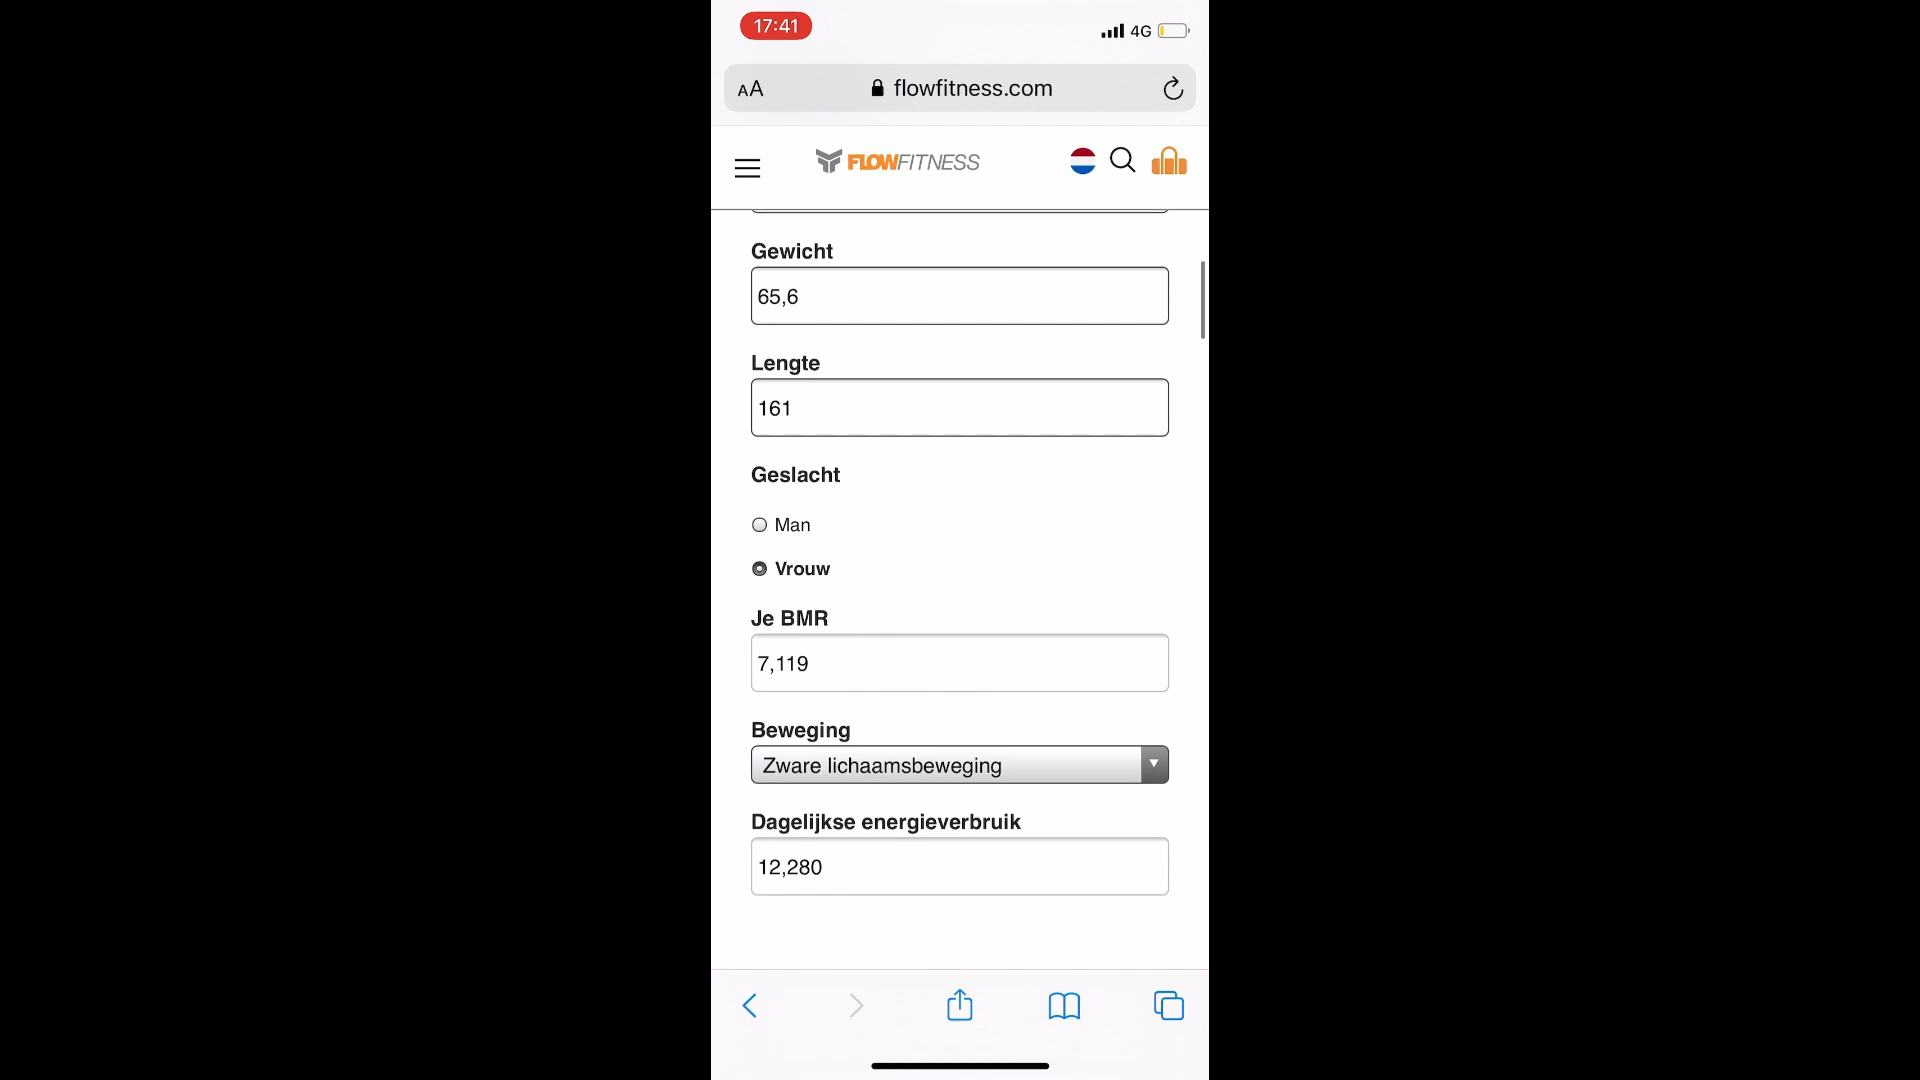 17:41
4G
AA
flowfitness.com
FLOWFITNESS
Gewicht
65,6
Lengte
161
Geslacht
Man
Vrouw
Je BMR
7,119
Beweging
Zware lichaamsbeweging
Dagelijkse energieverbruik
12,280